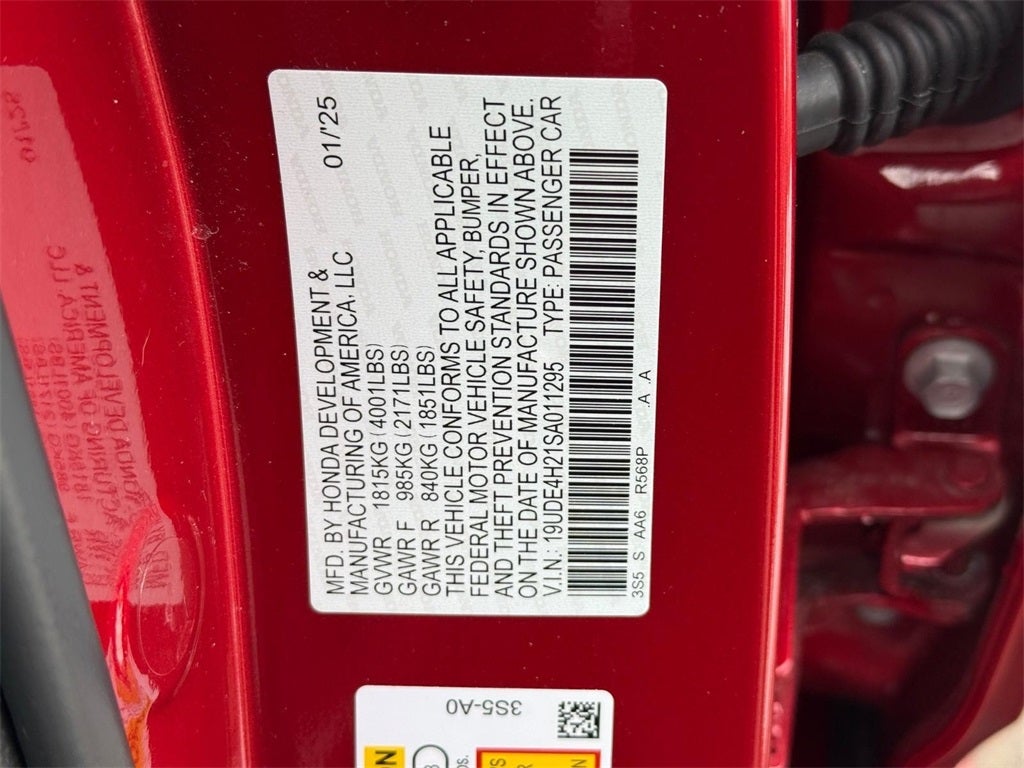 MFD. BY HONDA DEVELOPMENT & 01/'25
MANUFACTURING OF AMERICA, LLC
GVWR 1815KG (4001LBS)
GAWR F 985KG (2171LBS)
GAWR R 840KG (1851LBS)
THIS VEHICLE CONFORMS TO ALL APPLICABLE
FEDERAL MOTOR VEHICLE SAFETY, BUMPER,
AND THEFT PREVENTION STANDARDS IN EFFECT
ON THE DATE OF MANUFACTURE SHOWN ABOVE.
V.I.N.: 19UDE4H21SA011295 TYPE: PASSENGER CAR
3S5 S AA6 R568P .A .A
3S5-A0